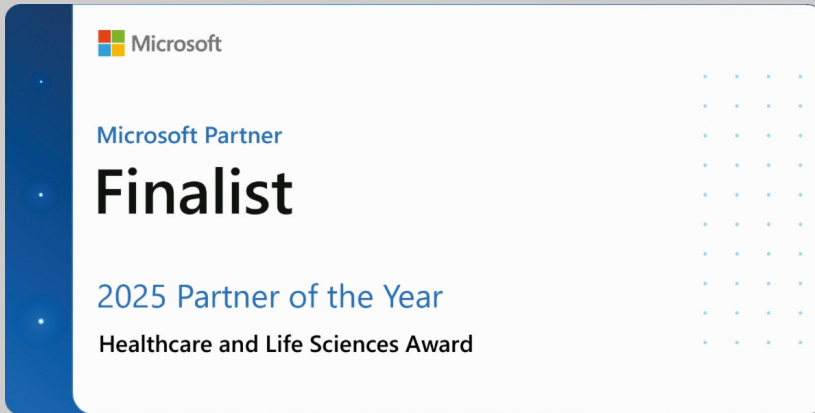 Microsoft
Microsoft Partner
Finalist
2025 Partner of the Year
Healthcare and Life Sciences Award